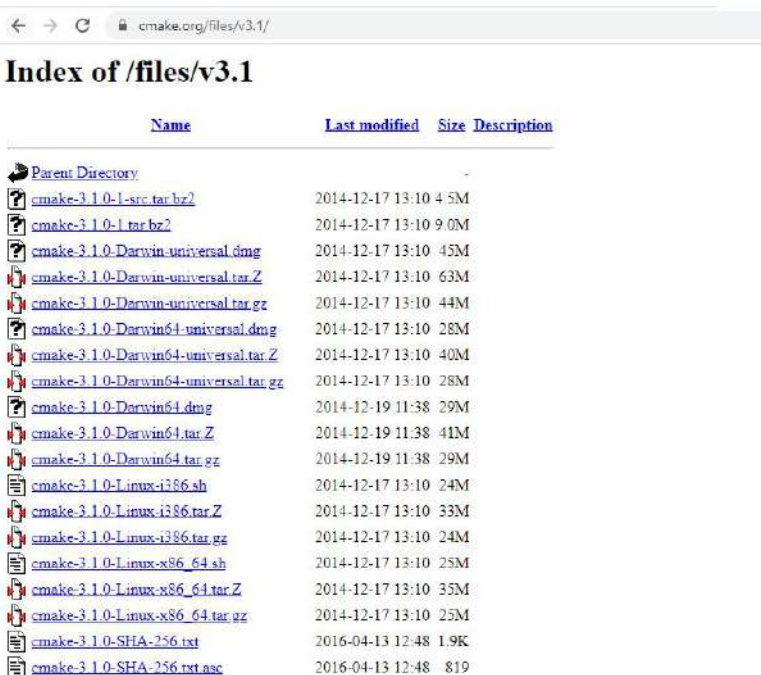 cmake.org/files/v3.1/
Index of /files/v3.1
Name Last modified Size Description
Parent Directory -
cmake-3.1.0-1-src.tar.bz2 2014-12-17 13:10 4.5M
cmake-3.1.0-1.tar.bz2 2014-12-17 13:10 9.0M
cmake-3.1.0-Darwin-universal.dmg 2014-12-17 13:10 45M
cmake-3.1.0-Darwin-universal.tar.Z 2014-12-17 13:10 63M
cmake-3.1.0-Darwin-universal.tar.gz 2014-12-17 13:10 44M
cmake-3.1.0-Darwin64-universal.dmg 2014-12-17 13:10 28M
cmake-3.1.0-Darwin64-universal.tar.Z 2014-12-17 13:10 40M
cmake-3.1.0-Darwin64-universal.tar.gz 2014-12-17 13:10 28M
cmake-3.1.0-Darwin64.dmg 2014-12-19 11:38 29M
cmake-3.1.0-Darwin64.tar.Z 2014-12-19 11:38 41M
cmake-3.1.0-Darwin64.tar.gz 2014-12-19 11:38 29M
cmake-3.1.0-Linux-i386.sh 2014-12-17 13:10 24M
cmake-3.1.0-Linux-i386.tar.Z 2014-12-17 13:10 33M
cmake-3.1.0-Linux-i386.tar.gz 2014-12-17 13:10 24M
cmake-3.1.0-Linux-x86_64.sh 2014-12-17 13:10 25M
cmake-3.1.0-Linux-x86_64.tar.Z 2014-12-17 13:10 35M
cmake-3.1.0-Linux-x86_64.tar.gz 2014-12-17 13:10 25M
cmake-3.1.0-SHA-256.txt 2016-04-13 12:48 1.9K
cmake-3.1.0-SHA-256.txt.asc 2016-04-13 12:48 819